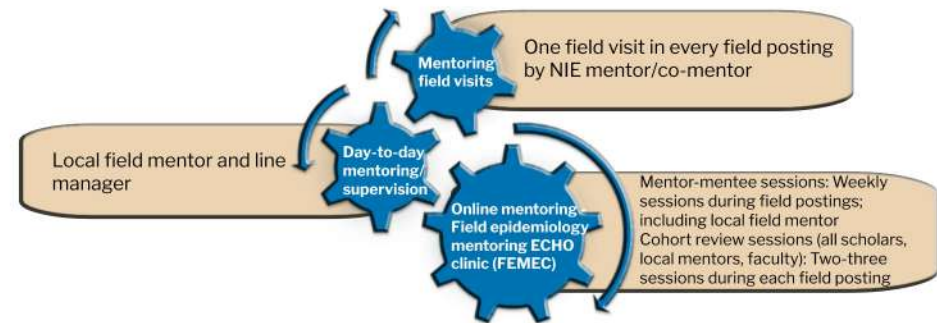 Mentoring
field visits
One field visit in every field posting
by NIE mentor/co-mentor
Local field mentor and line
manager
Day-to-day
mentoring/
supervision
Online mentoring -
Field epidemiology
mentoring ECHO
clinic (FEMEC)
Mentor-mentee sessions: Weekly
sessions during field postings;
including local field mentor
Cohort review sessions (all scholars,
local mentors, faculty): Two-three
sessions during each field posting